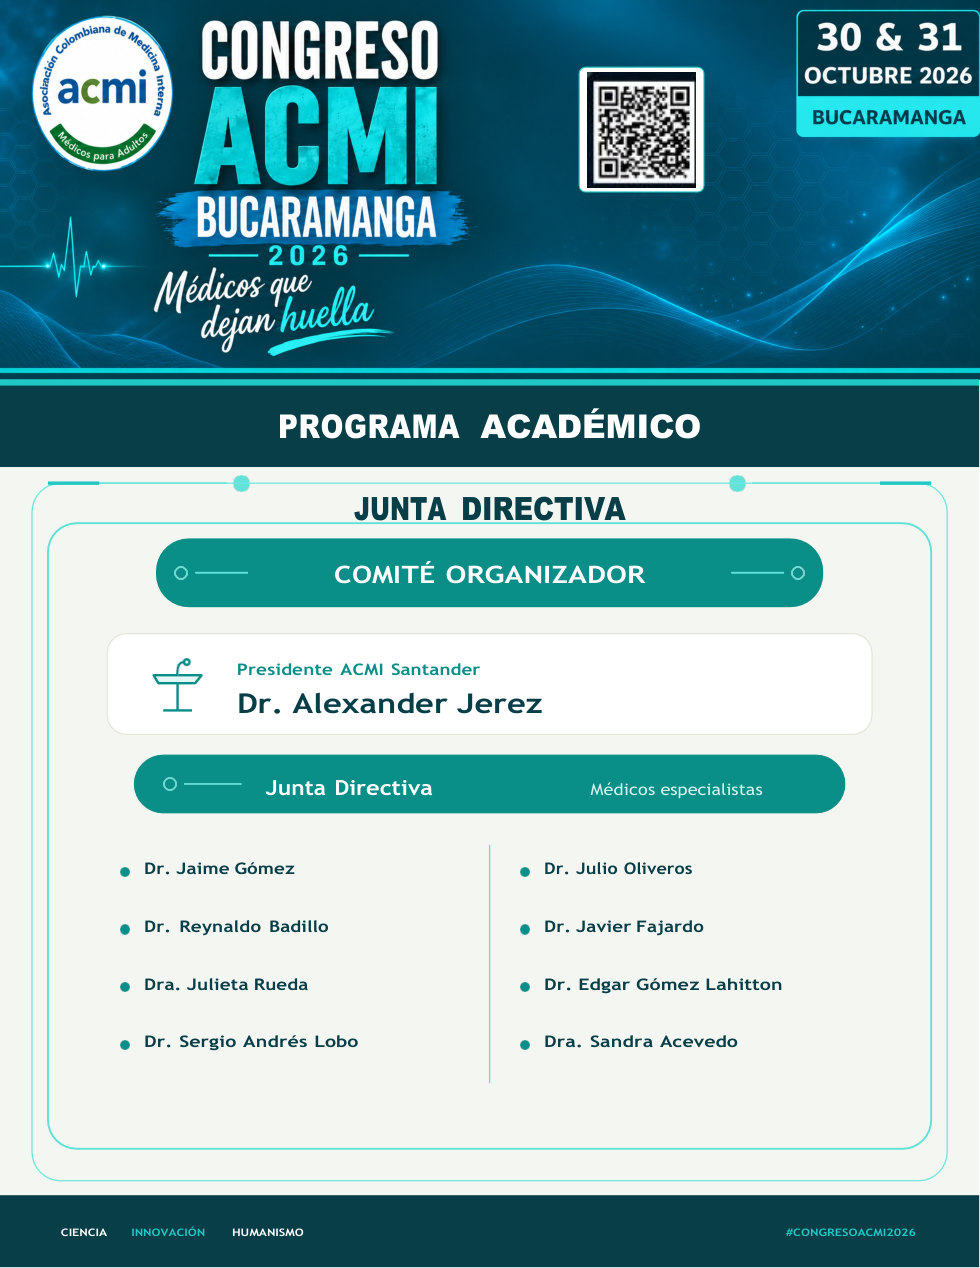 Asociación Colombiana de Medicina Interna
acmi
Médicos para Adultos
CONGRESO
ACMI
BUCARAMANGA
2026
Médicos que
dejan huella
30 & 31
OCTUBRE 2026
BUCARAMANGA
PROGRAMA ACADÉMICO
JUNTA DIRECTIVA
COMITÉ ORGANIZADOR
Presidente ACMI Santander
Dr. Alexander Jerez
Junta Directiva Médicos especialistas
Dr. Jaime Gómez
Dr. Reynaldo Badillo
Dra. Julieta Rueda
Dr. Sergio Andrés Lobo
Dr. Julio Oliveros
Dr. Javier Fajardo
Dr. Edgar Gómez Lahitton
Dra. Sandra Acevedo
CIENCIA INNOVACIÓN HUMANISMO #CONGRESOACMI2026